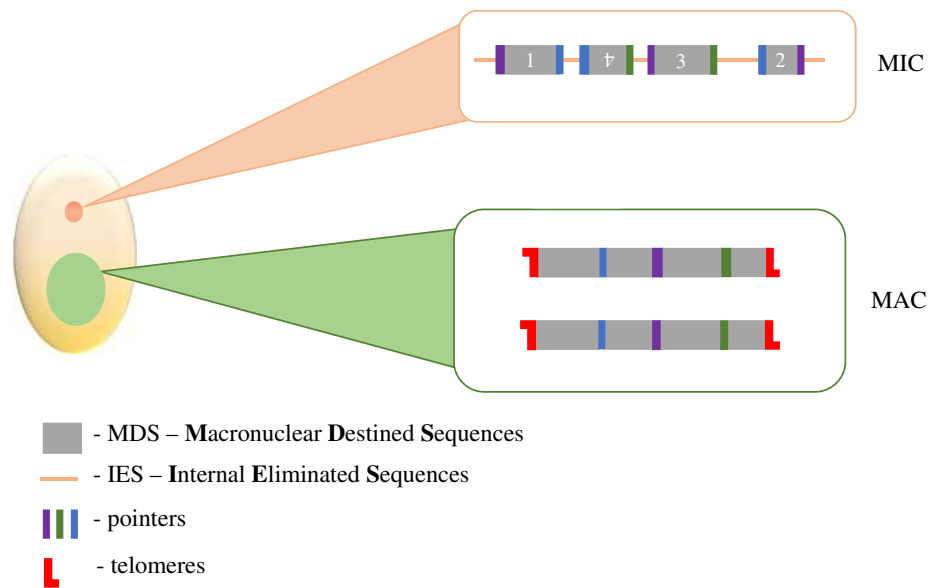 1 4 3 2
MIC
MAC
- MDS – Macronuclear Destined Sequences
- IES – Internal Eliminated Sequences
- pointers
- telomeres